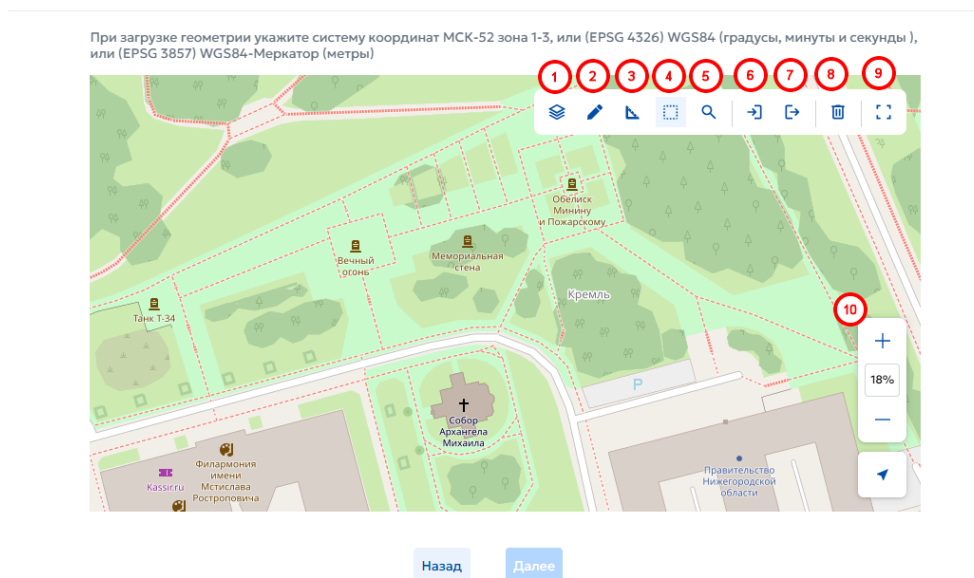 При загрузке геометрии укажите систему координат МСК-52 зона 1-3, или (EPSG 4326) WGS84 (градусы, минуты и секунды ),
или (EPSG 3857) WGS84-Меркатор (метры)
1 2 3 4 5 6 7 8 9
Обелиск
Минину
и Пожарскому
Вечный
огонь
Мемориальная
стена
Кремль
Танк Т-34
10
18%
P
Собор
Архангела
Михаила
Филармония
имени
Мстислава
Ростроповича
Kassir.ru
Правительство
Нижегородской
области
Назад
Далее